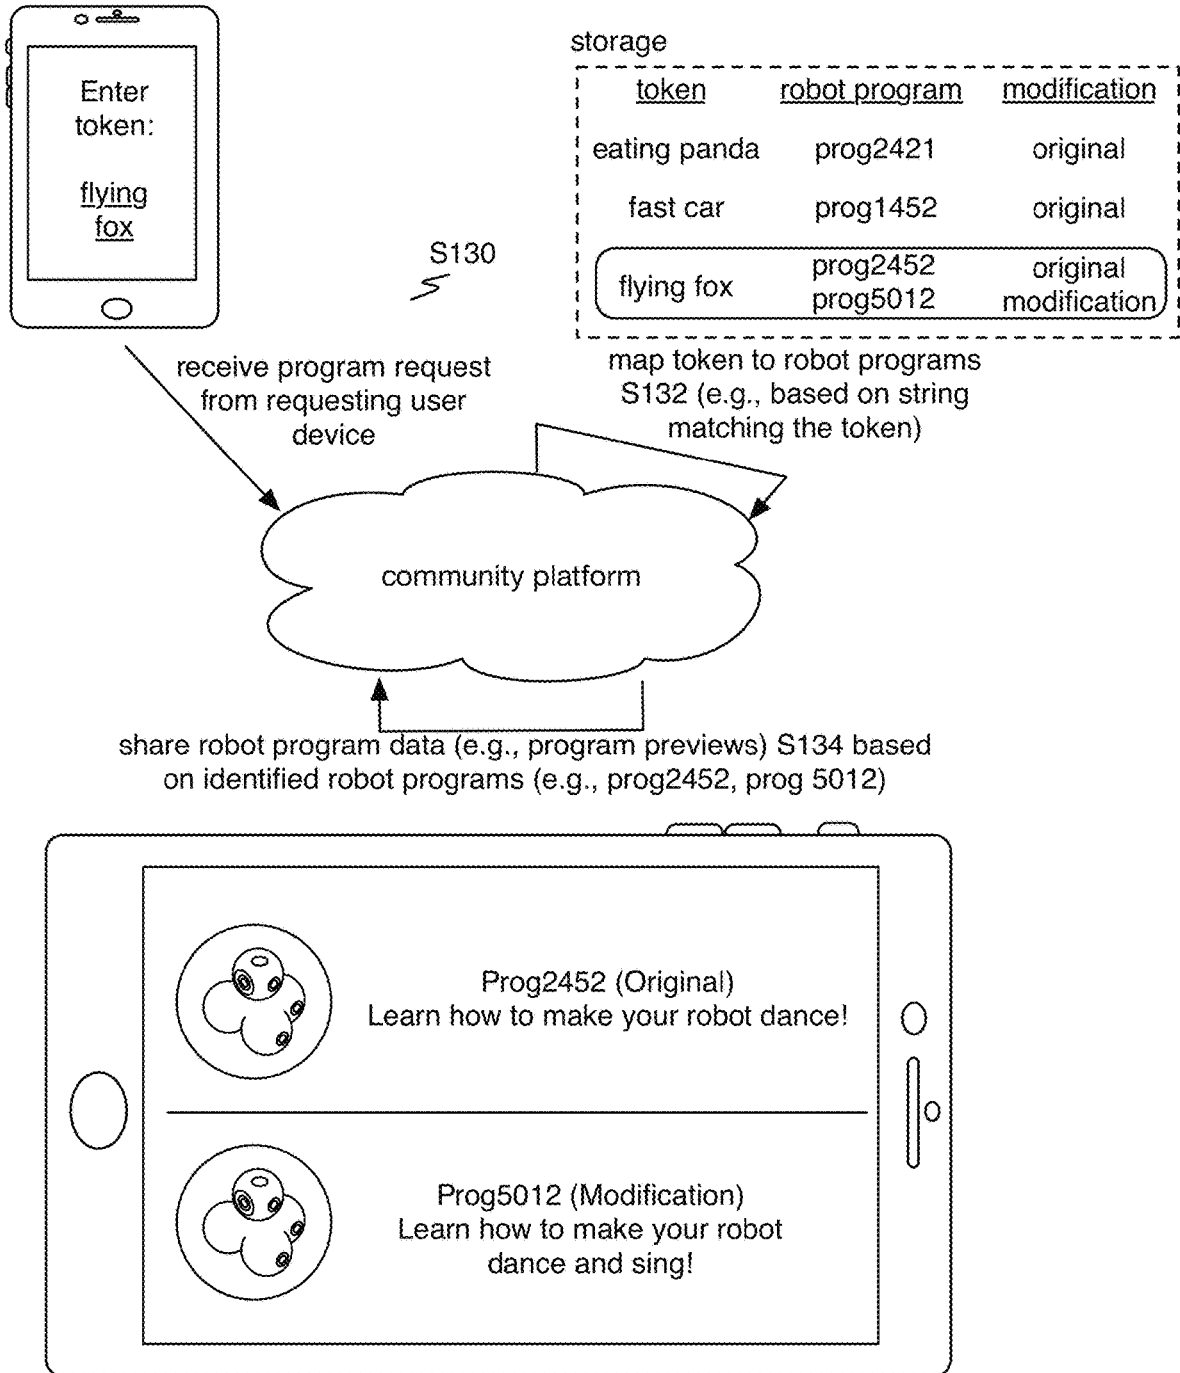 Enter
token:
flying
fox
storage
token robot program modification
eating panda prog2421 original
fast car prog1452 original
flying fox
prog2452 original
prog5012 modification
S130
receive program request
from requesting user
device
map token to robot programs
S132 (e.g., based on string
matching the token)
community platform
share robot program data (e.g., program previews) S134 based
on identified robot programs (e.g., prog2452, prog 5012)
Prog2452 (Original)
Learn how to make your robot dance!
Prog5012 (Modification)
Learn how to make your robot
dance and sing!